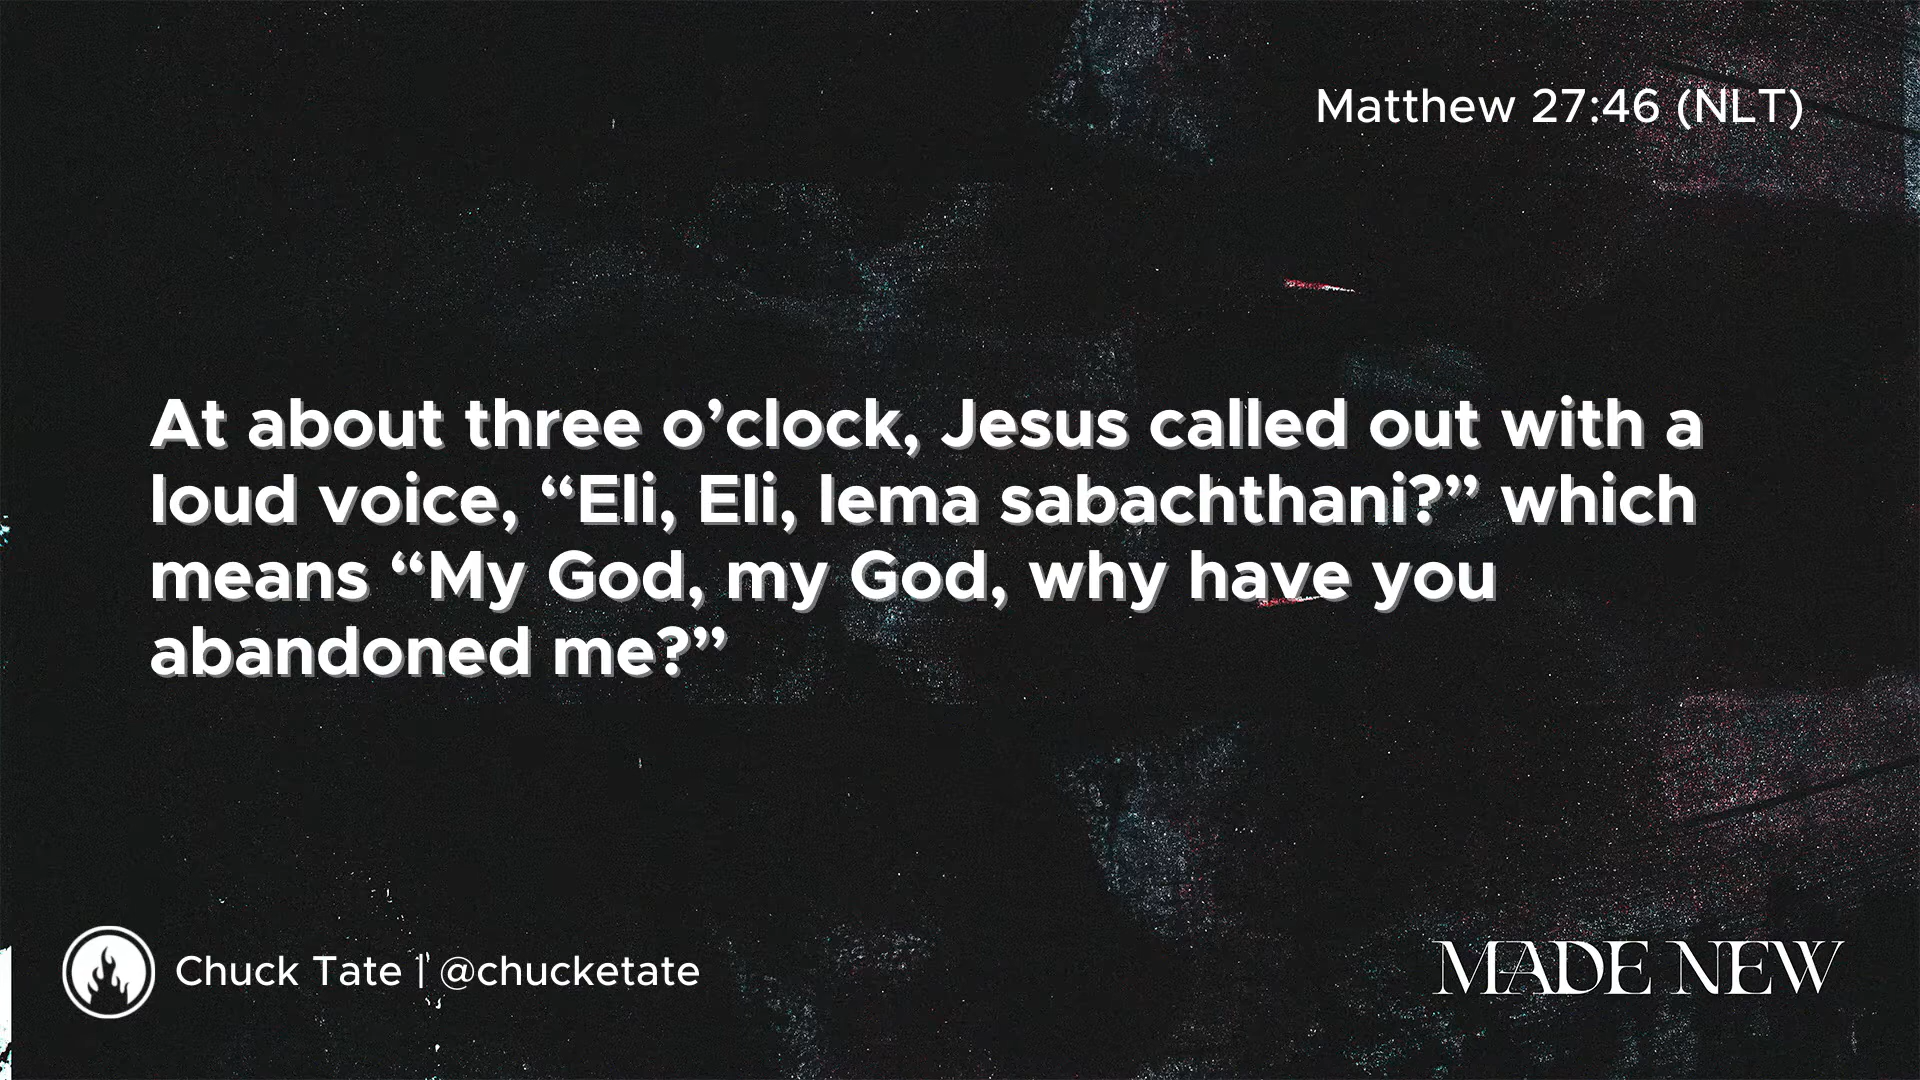 Matthew 27:46 (NLT)
At about three o’clock, Jesus called out with a
loud voice, “Eli, Eli, lema sabachthani?” which
means “My God, my God, why have you
abandoned me?”
Chuck Tate | @chucketate
MADE NEW